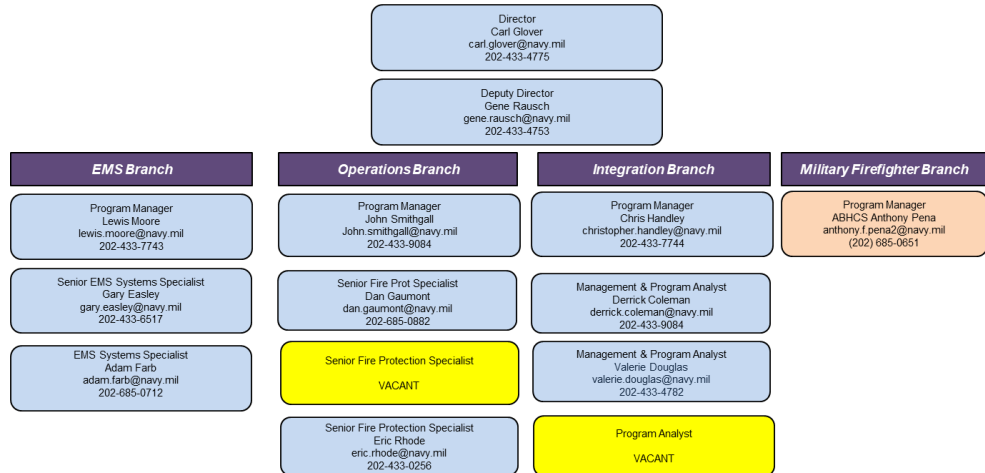 Director
Carl Glover
carl.glover@navy.mil
202-433-4775
Deputy Director
Gene Rausch
gene.rausch@navy.mil
202-433-4753
EMS Branch
Program Manager
Lewis Moore
lewis.moore@navy.mil
202-433-7743
Senior EMS Systems Specialist
Gary Easley
gary.easley@navy.mil
202-433-6517
EMS Systems Specialist
Adam Farb
adam.farb@navy.mil
202-685-0712
Operations Branch
Program Manager
John Smithgall
John.smithgall@navy.mil
202-433-9084
Senior Fire Prot Specialist
Dan Gaumont
dan.gaumont@navy.mil
202-685-0882
Senior Fire Protection Specialist
VACANT
Senior Fire Protection Specialist
Eric Rhode
eric.rhode@navy.mil
202-433-0256
Integration Branch
Program Manager
Chris Handley
christopher.handley@navy.mil
202-433-7744
Management & Program Analyst
Derrick Coleman
derrick.coleman@navy.mil
202-433-9084
Management & Program Analyst
Valerie Douglas
valerie.douglas@navy.mil
202-433-4782
Program Analyst
VACANT
Military Firefighter Branch
Program Manager
ABHCS Anthony Pena
anthony.f.pena2@navy.mil
(202) 685-0651